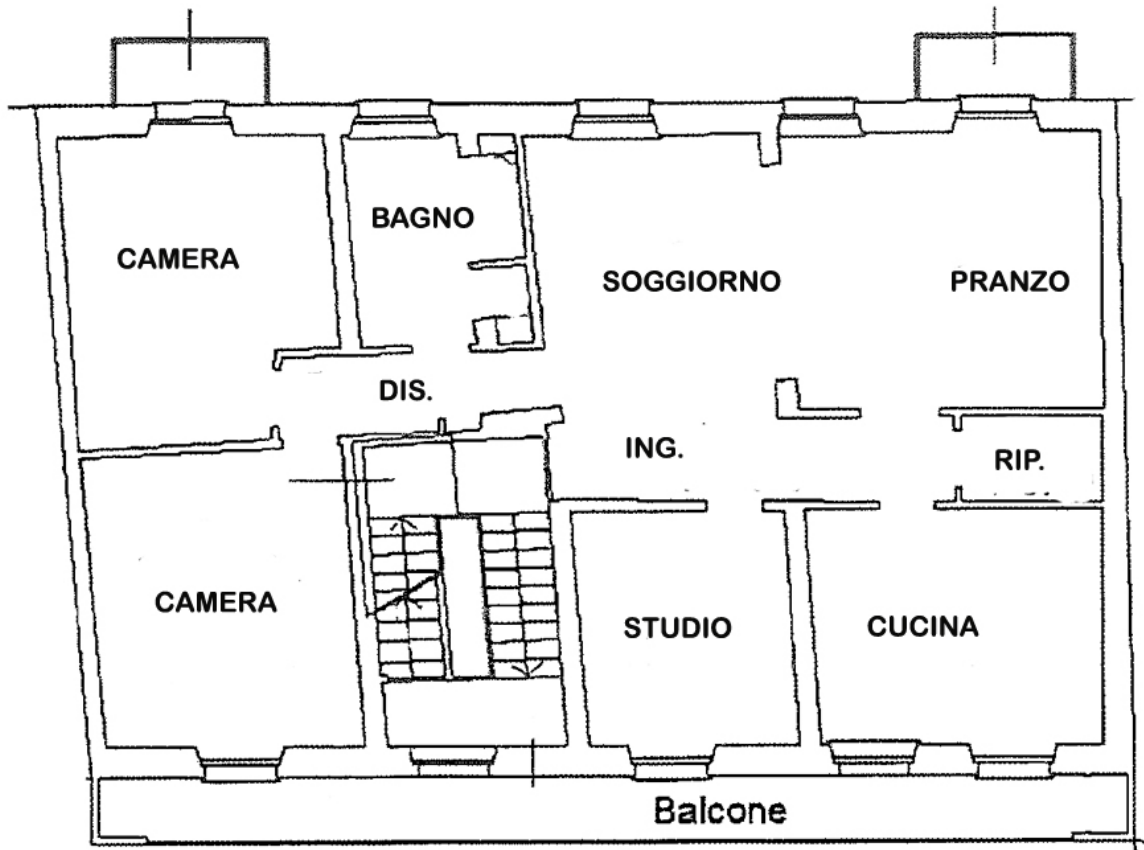 CAMERA
BAGNO
SOGGIORNO
PRANZO
DIS.
ING.
RIP.
CAMERA
STUDIO
CUCINA
Balcone